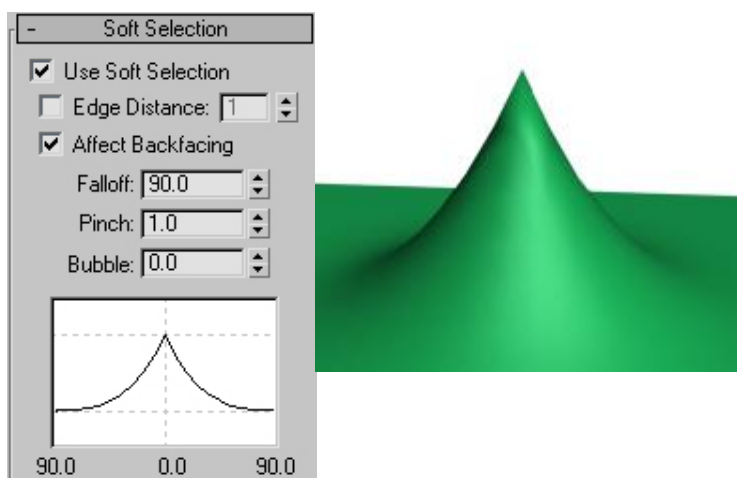 - Soft Selection
Use Soft Selection
Edge Distance: 1
Affect Backfacing
Falloff: 90.0
Pinch: 1.0
Bubble: 0.0
90.0 0.0 90.0